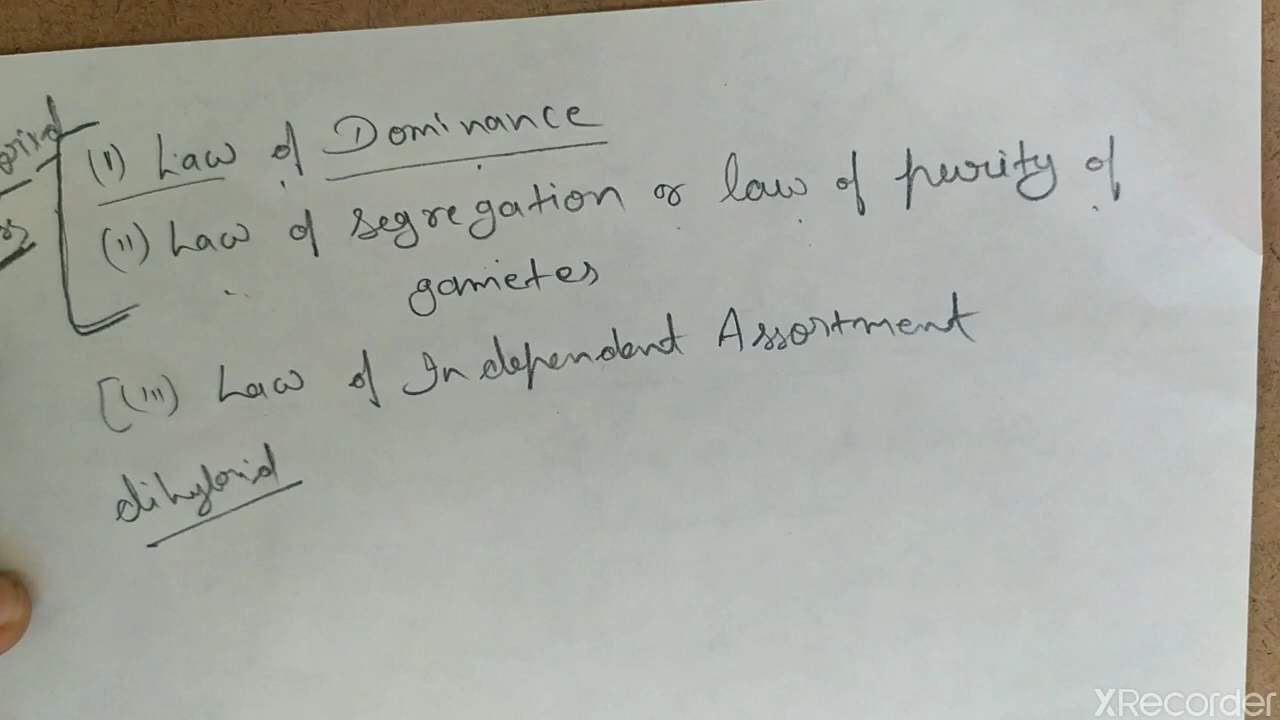 (i) Law of Dominance
(ii) Law of segregation or law of purity of
gametes
[(iii) Law of Independent Assortment
dihybrid
XRecorder